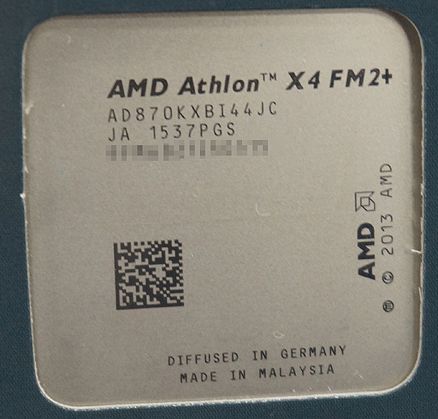 AMD Athlon™ X4 FM2+
AD870KXBI44JC
JA 1537PGS
AMD
© 2013 AMD
DIFFUSED IN GERMANY
MADE IN MALAYSIA